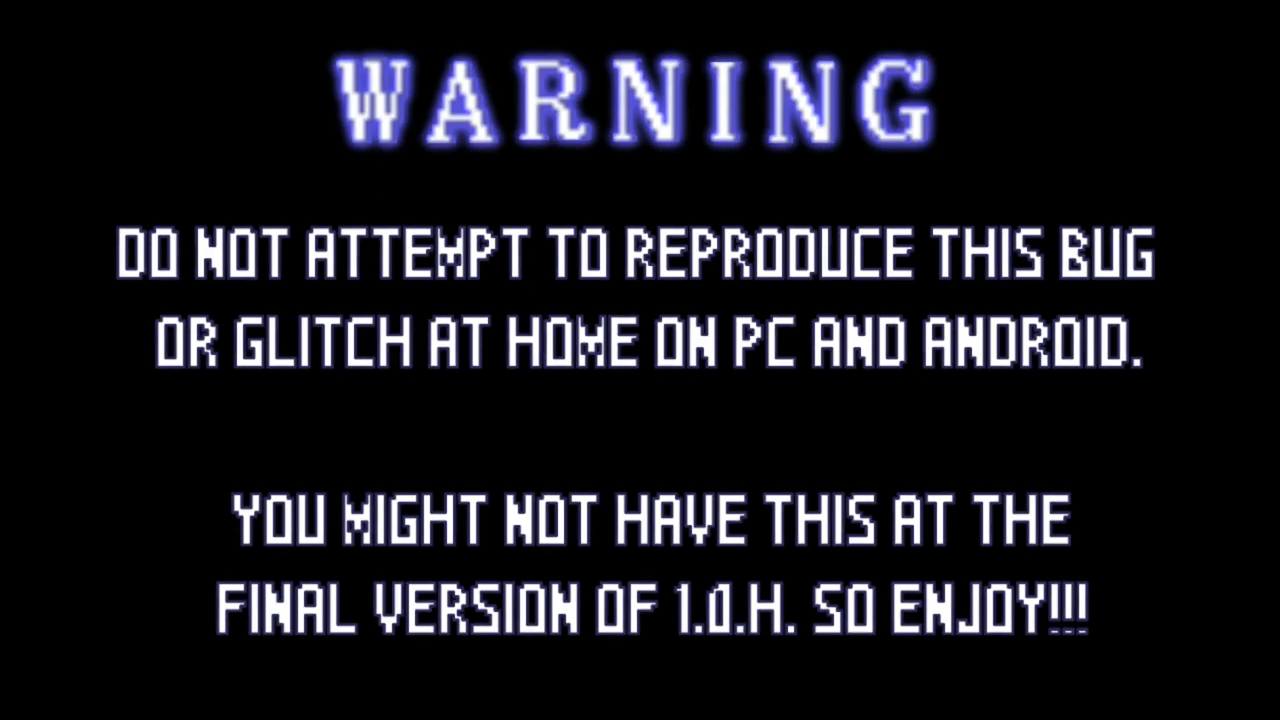 WARNING
DO NOT ATTEMPT TO REPRODUCE THIS BUG
OR GLITCH AT HOME ON PC AND ANDROID.
YOU MIGHT NOT HAVE THIS AT THE
FINAL VERSION OF 1.0.H. SO ENJOY!!!